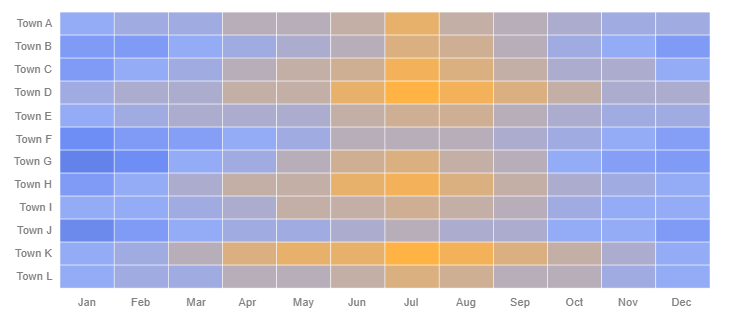 Town A
Town B
Town C
Town D
Town E
Town F
Town G
Town H
Town I
Town J
Town K
Town L
Jan Feb Mar Apr May Jun Jul Aug Sep Oct Nov Dec